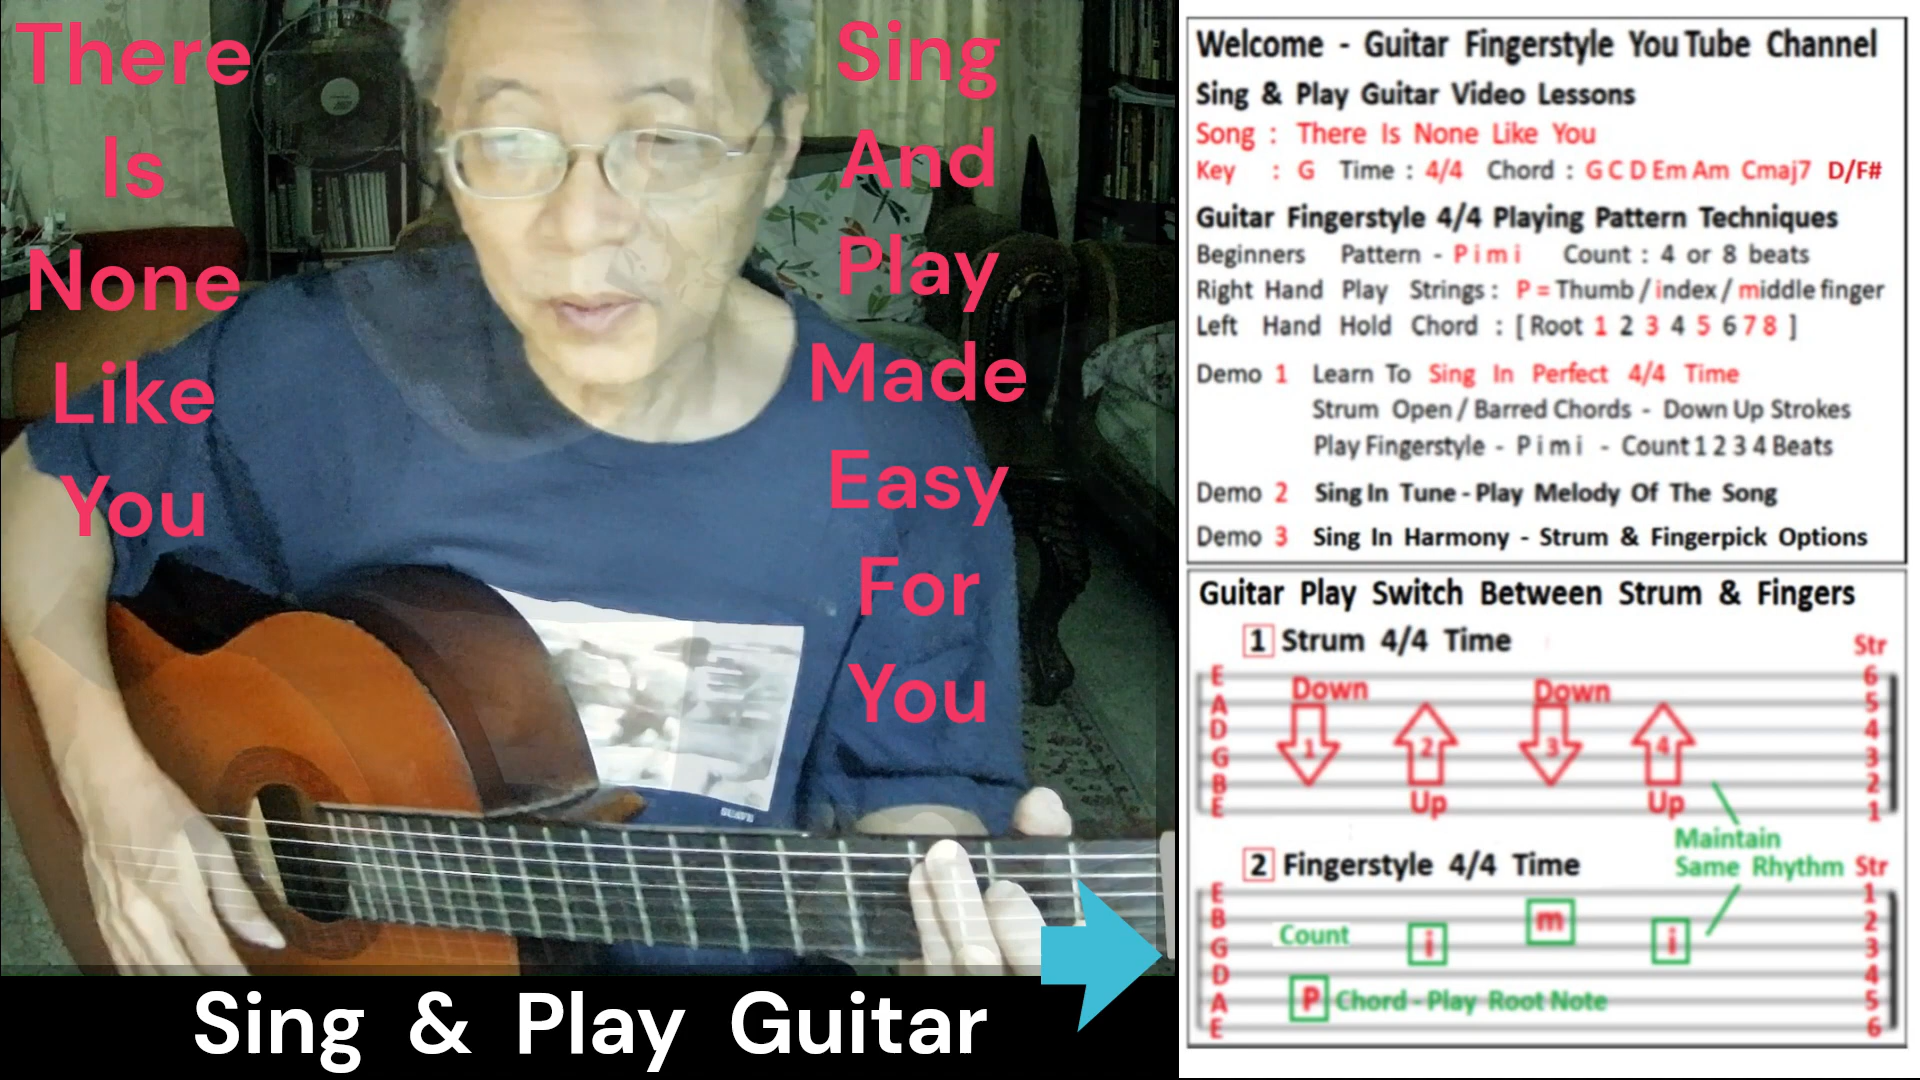 There
Is
None
Like
You
Sing
And
Play
Made
Easy
For
You
Sing & Play Guitar
Welcome - Guitar Fingerstyle YouTube Channel
Sing & Play Guitar Video Lessons
Song : There Is None Like You
Key : G Time : 4/4 Chord : G C D Em Am Cmaj7 D/F#
Guitar Fingerstyle 4/4 Playing Pattern Techniques
Beginners Pattern - P i m i Count : 4 or 8 beats
Right Hand Play Strings : P = Thumb / index / middle finger
Left Hand Hold Chord : [ Root 1 2 3 4 5 6 7 8 ]
Demo 1 Learn To Sing In Perfect 4/4 Time
Strum Open / Barred Chords - Down Up Strokes
Play Fingerstyle - P i m i - Count 1 2 3 4 Beats
Demo 2 Sing In Tune - Play Melody Of The Song
Demo 3 Sing In Harmony - Strum & Fingerpick Options
Guitar Play Switch Between Strum & Fingers
1 Strum 4/4 Time
Str
E 6
Down Down
A 5
D 4
1 2 3 4
G 3
B 2
Up Up
E 1
Maintain
Same Rhythm
2 Fingerstyle 4/4 Time
Str
E 1
B m 2
Count i i
G 3
D 4
A P Chord - Play Root Note 5
E 6